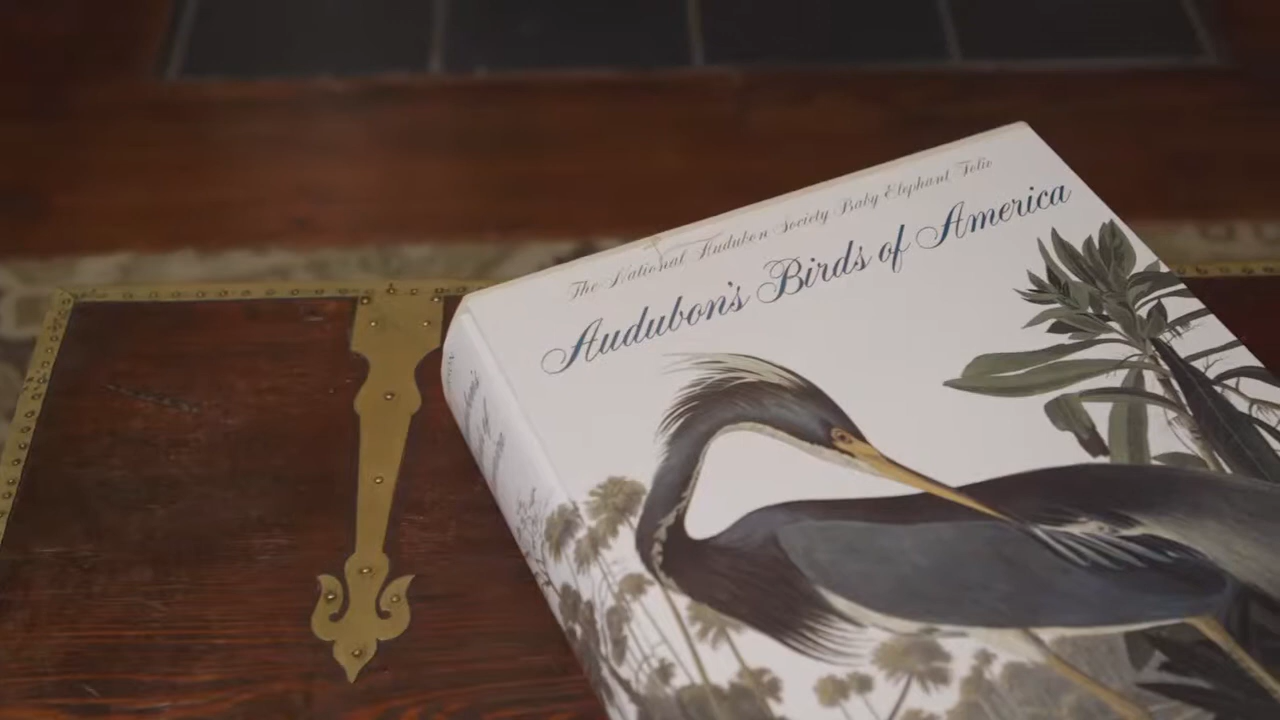 The National Audubon Society Baby Elephant Folio
Audubon's Birds of America